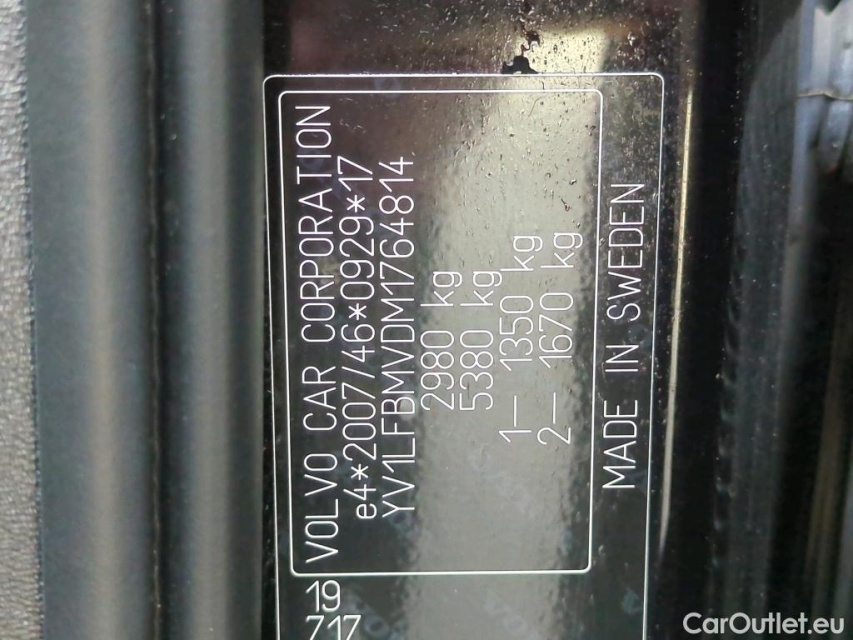 VOLVO CAR CORPORATION
e4*2007/46*0929*17
YV1LFBMVDM1764814
2980 kg
5380 kg
1– 1350 kg
2– 1670 kg
MADE IN SWEDEN
19
717
CarOutlet.eu